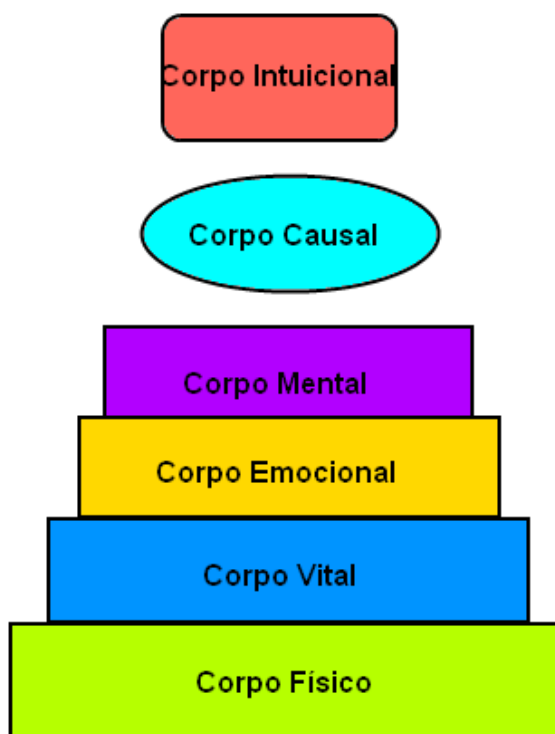 Corpo Intuicional
Corpo Causal
Corpo Mental
Corpo Emocional
Corpo Vital
Corpo Físico